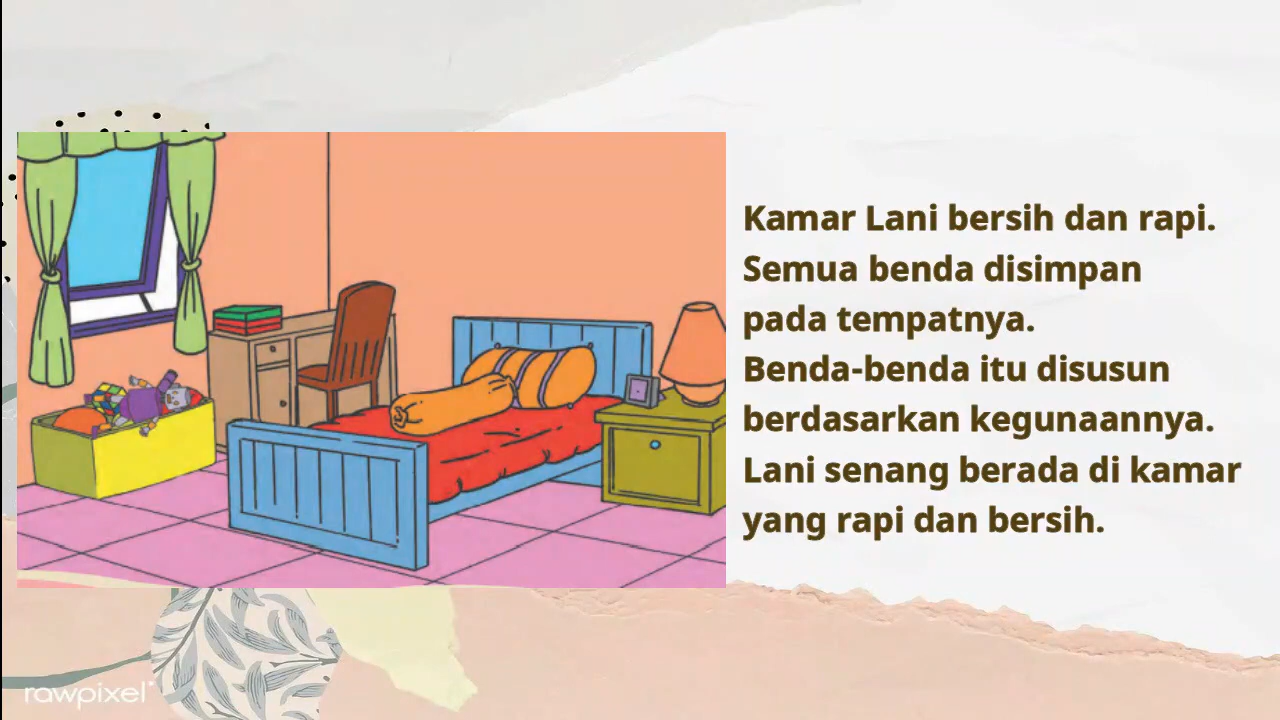 Kamar Lani bersih dan rapi.
Semua benda disimpan
pada tempatnya.
Benda-benda itu disusun
berdasarkan kegunaannya.
Lani senang berada di kamar
yang rapi dan bersih.
rawpixel